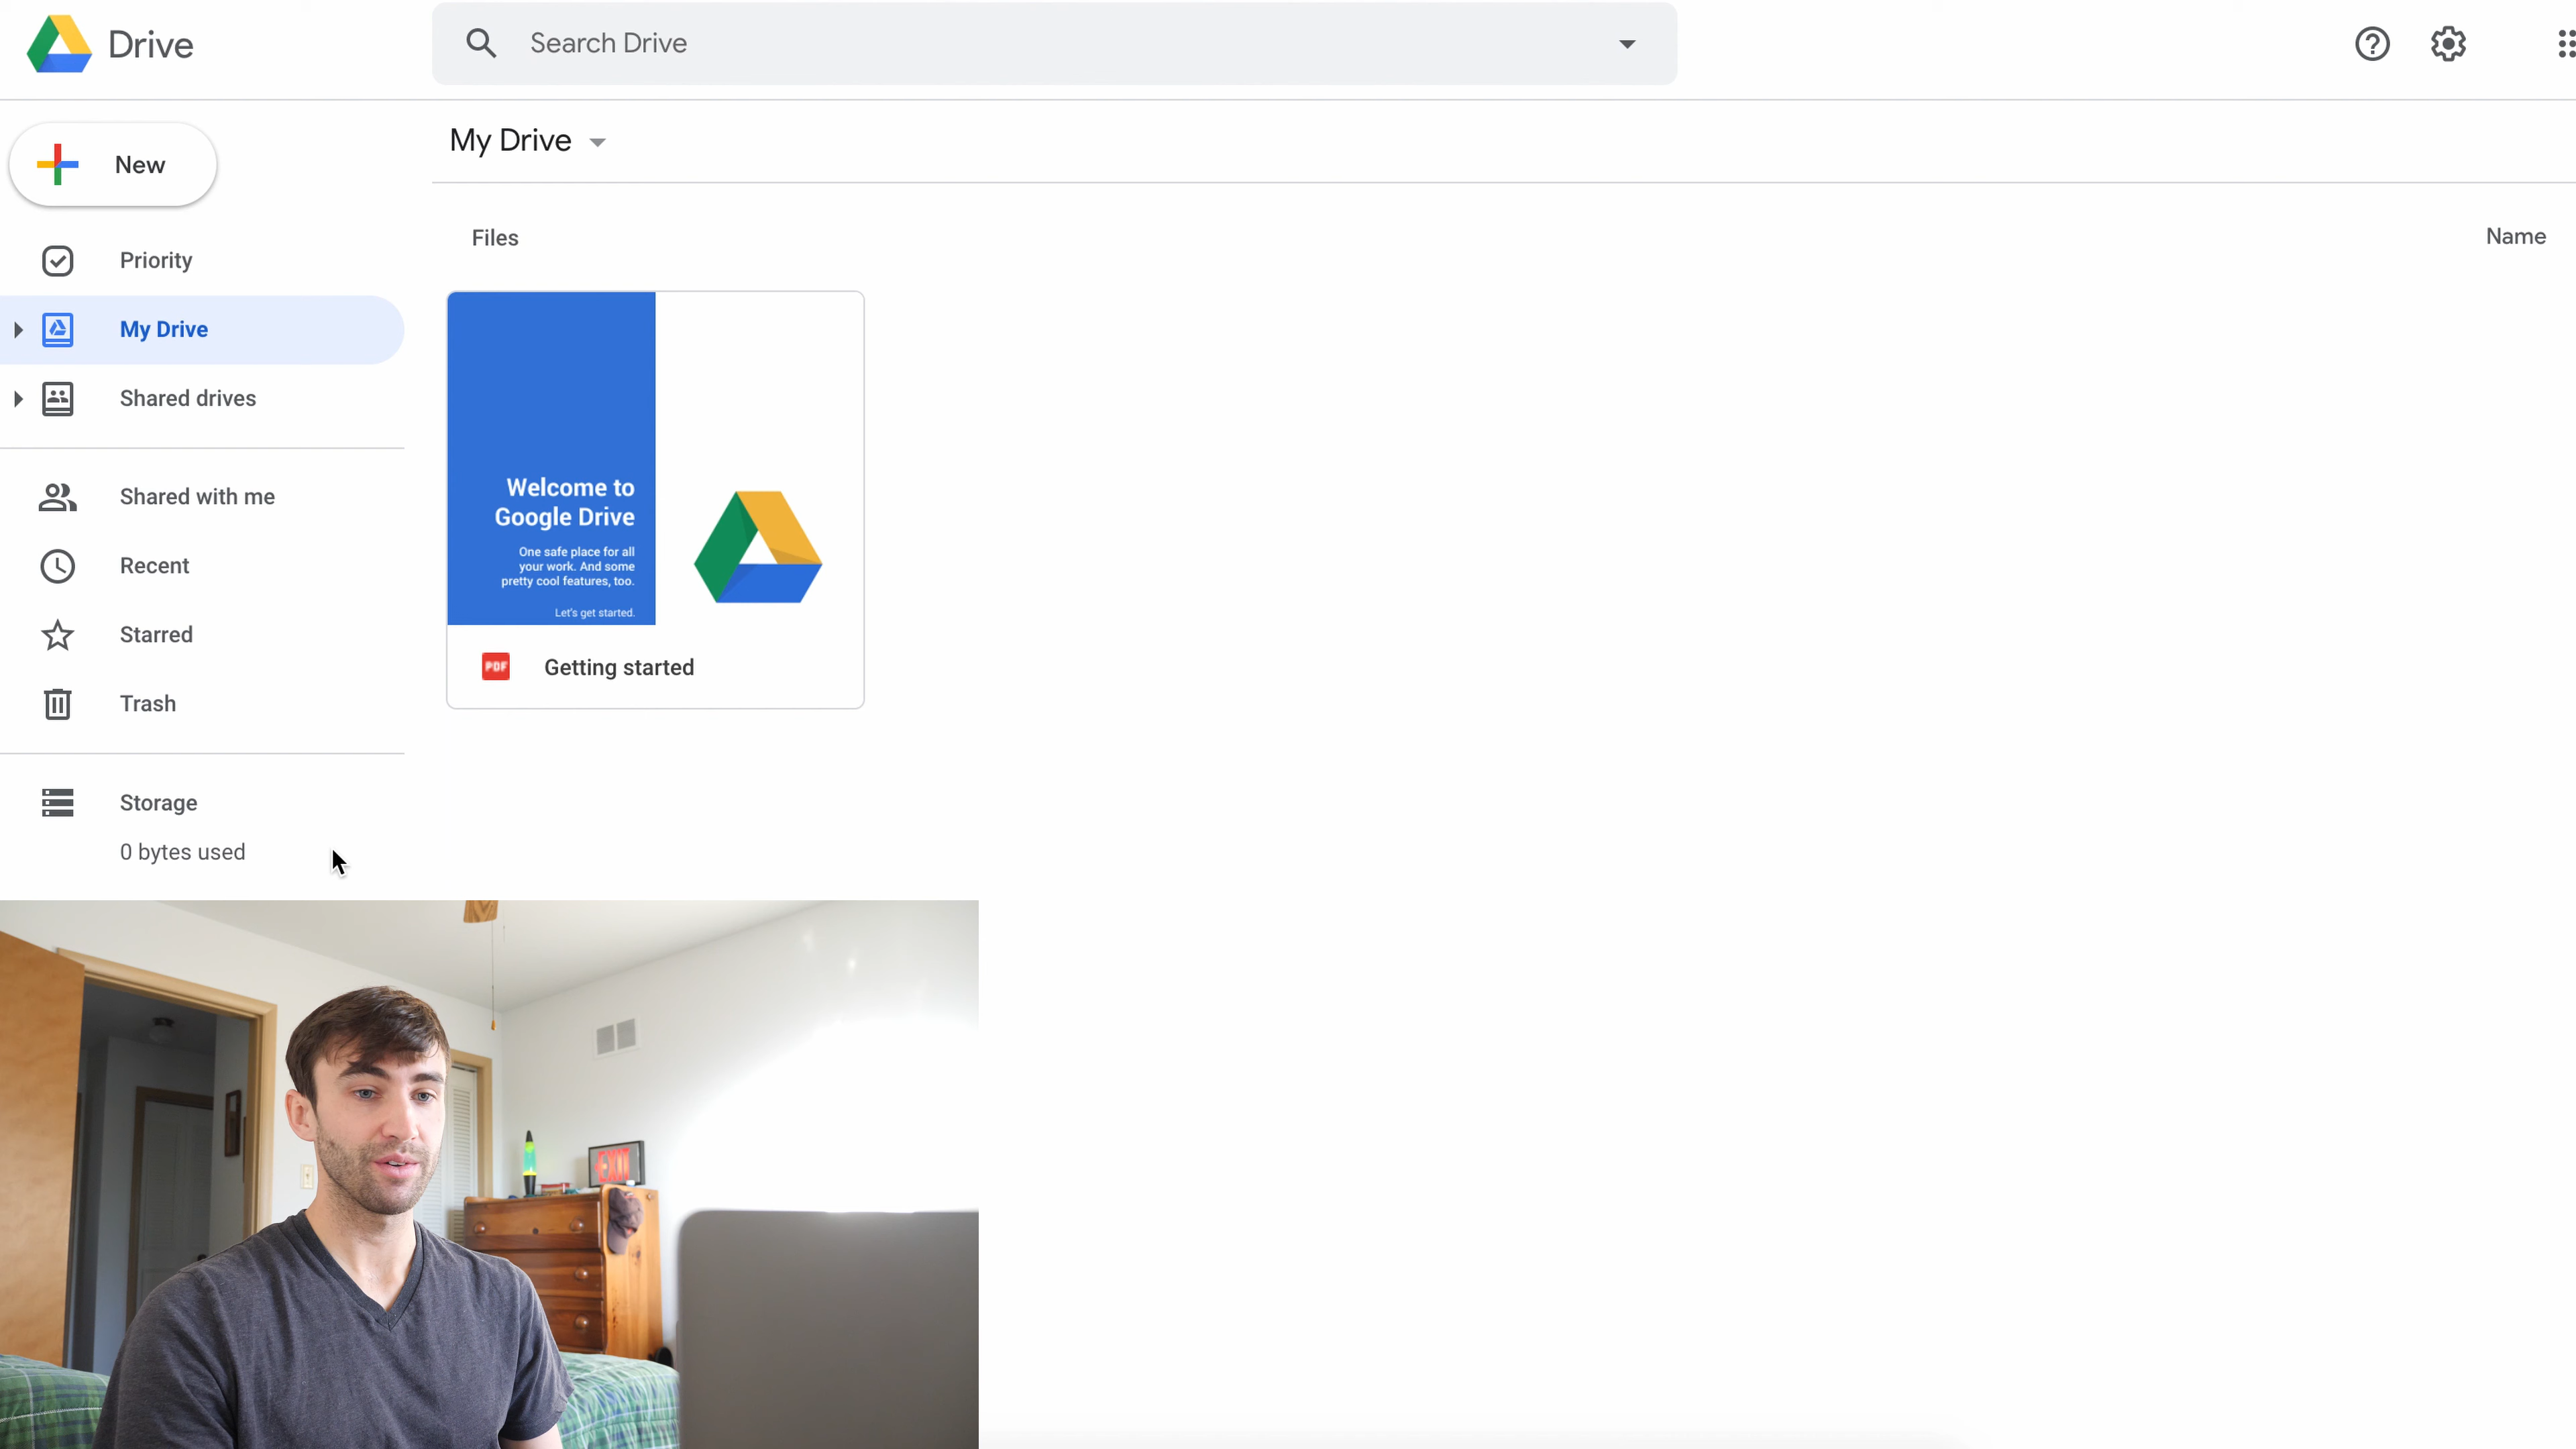 Drive
Search Drive
New
My Drive
Priority
My Drive
Shared drives
Shared with me
Recent
Starred
Trash
Storage
0 bytes used
Files
Name
Welcome to
Google Drive
One safe place for all
your work. And some
pretty cool features, too.
Let's get started.
PDF
Getting started
EXIT